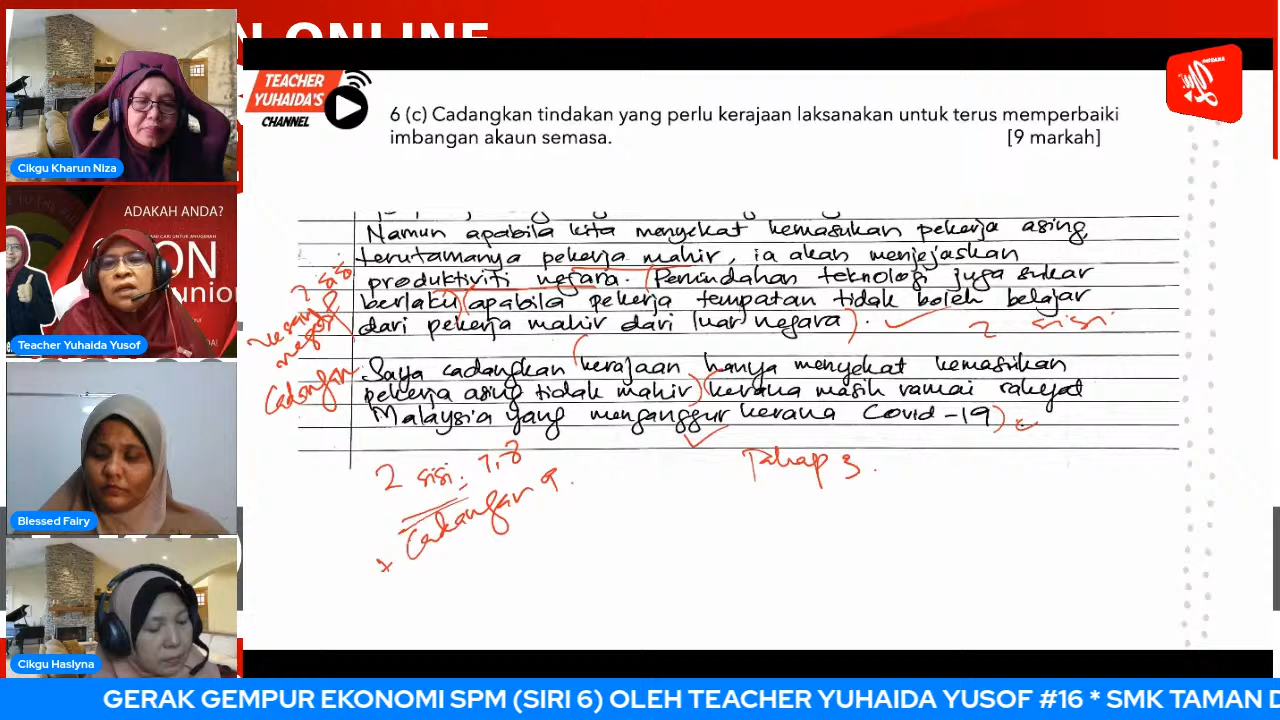 ONLINE
TEACHER
YUHAIDA'S
CHANNEL
6 (c) Cadangkan tindakan yang perlu kerajaan laksanakan untuk terus memperbaiki
imbangan akaun semasa. [9 markah]
Cikgu Kharun Niza
ADAKAH ANDA?
Teacher Yuhaida Yusof
Blessed Fairy
Cikgu Haslyna
Namun apabila kita menyekat kemasukan pekerja asing
terutamanya pekerja mahir, ia akan menjejaskan
produktiviti negara. (Pemindahan teknologi juga sukar
berlaku) (apabila pekerja tempatan tidak boleh belajar
dari pekerja mahir dari luar negara).
2 sisi
Cadangan
Saya cadangkan (kerajaan hanya menyekat kemasukan
pekerja asing tidak mahir) (kerana masih ramai rakyat
Malaysia yang menganggur kerana Covid-19)
2 sisi: 7,8
Cadangan 9.
Tahap 3.
GERAK GEMPUR EKONOMI SPM (SIRI 6) OLEH TEACHER YUHAIDA YUSOF #16 * SMK TAMAN D